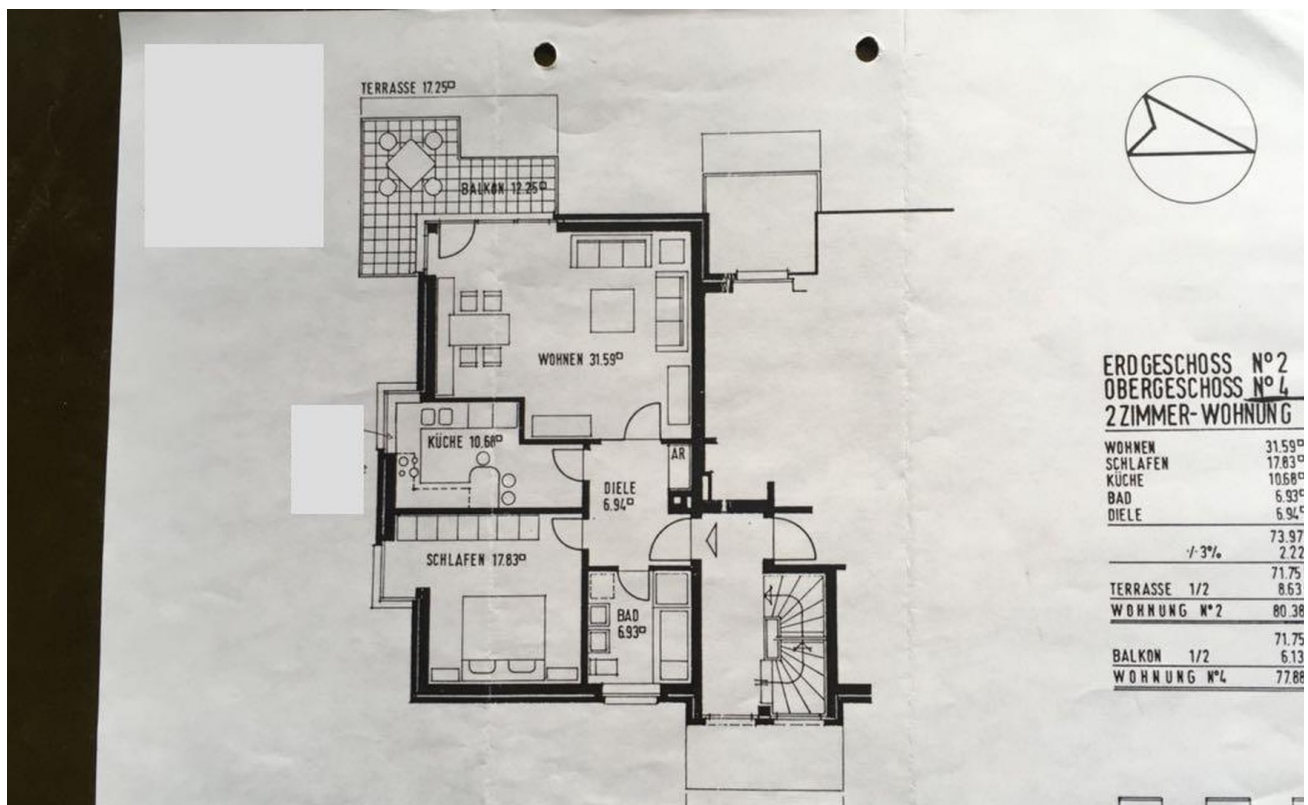 TERRASSE 17.25□
BALKON 12.25□
WOHNEN 31.59□
KÜCHE 10.68□
AR
DIELE
6.94□
SCHLAFEN 17.83□
BAD
6.93□
ERDGESCHOSS N° 2
OBERGESCHOSS N° 4
2 ZIMMER-WOHNUNG
WOHNEN 31.59□
SCHLAFEN 17.83□
KÜCHE 10.68□
BAD 6.93□
DIELE 6.94□
73.97
·/· 3% 2.22
71.75
TERRASSE 1/2 8.63
WOHNUNG N° 2 80.38
71.75
BALKON 1/2 6.13
WOHNUNG N° 4 77.88